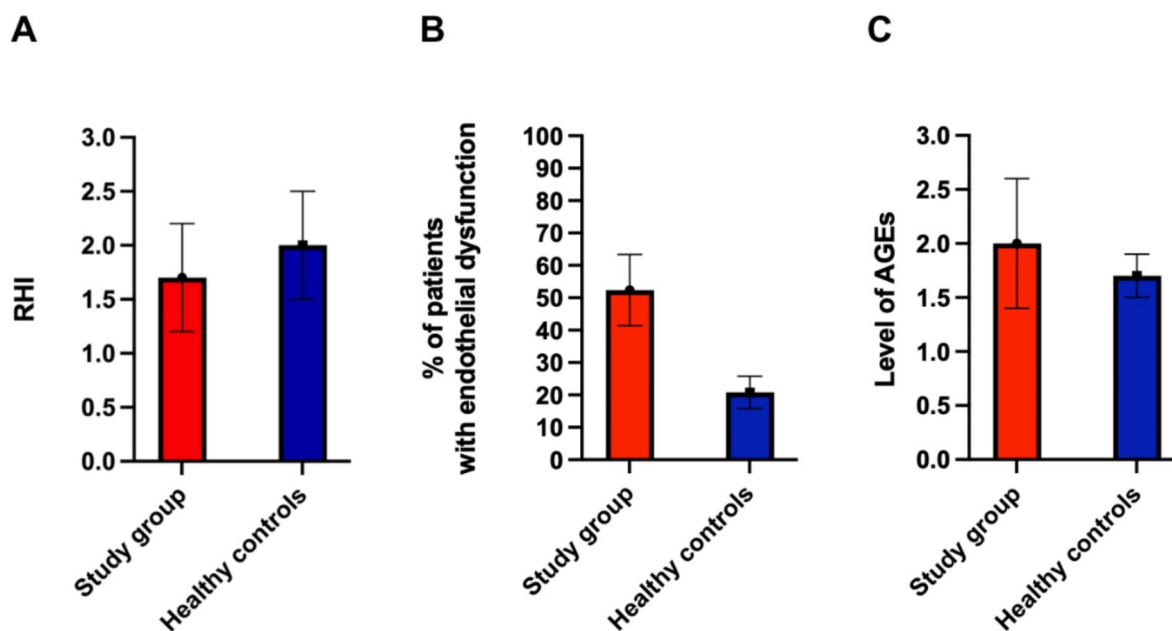 A
B
C
RHI
3.0
2.5
2.0
1.5
1.0
0.5
0.0
Study group
Healthy controls
% of patients
with endothelial dysfunction
100
90
80
70
60
50
40
30
20
10
0
Study group
Healthy controls
Level of AGEs
3.0
2.5
2.0
1.5
1.0
0.5
0.0
Study group
Healthy controls